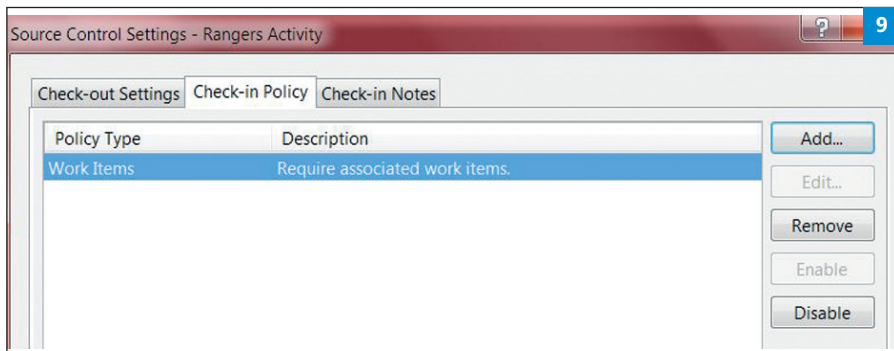 9
Source Control Settings - Rangers Activity
?
Check-out Settings Check-in Policy Check-in Notes
Policy Type Description
Work Items Require associated work items.
Add...
Edit...
Remove
Enable
Disable